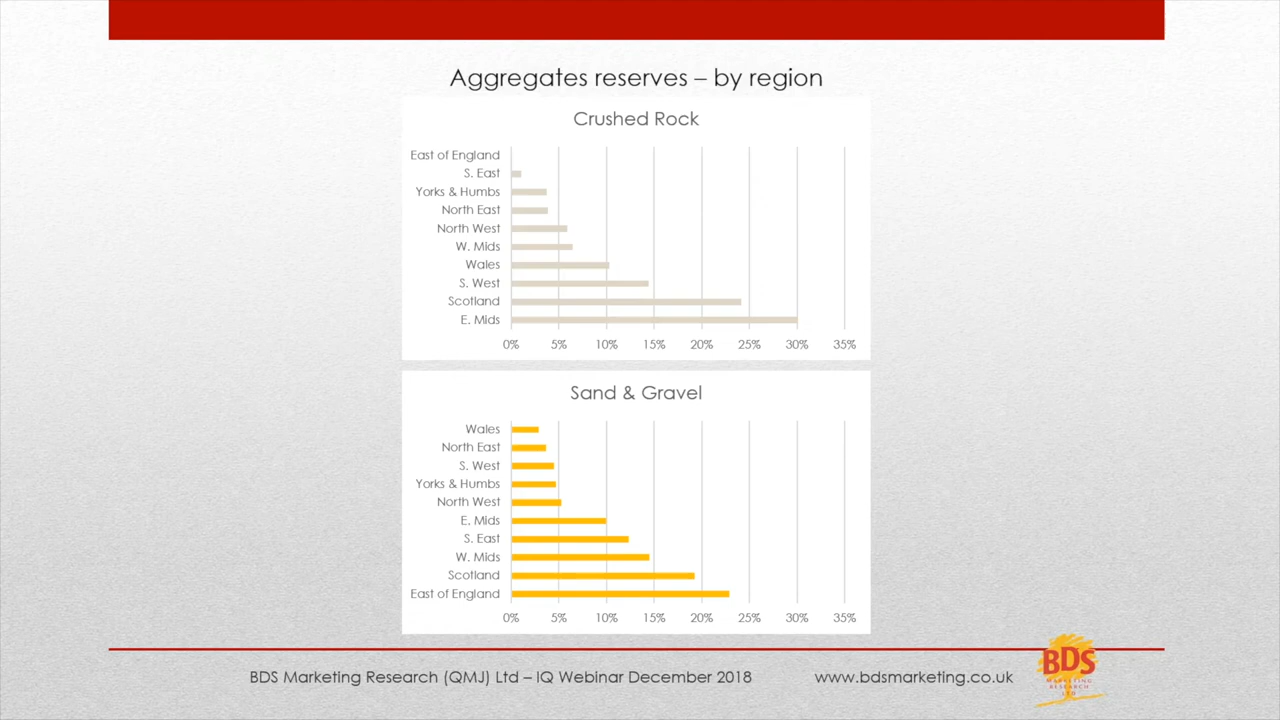 Aggregates reserves – by region
Crushed Rock
East of England
S. East
Yorks & Humbs
North East
North West
W. Mids
Wales
S. West
Scotland
E. Mids
0% 5% 10% 15% 20% 25% 30% 35%
Sand & Gravel
Wales
North East
S. West
Yorks & Humbs
North West
E. Mids
S. East
W. Mids
Scotland
East of England
0% 5% 10% 15% 20% 25% 30% 35%
BDS Marketing Research (QMJ) Ltd – IQ Webinar December 2018 www.bdsmarketing.co.uk
BDS
MARKETING
RESEARCH
LTD